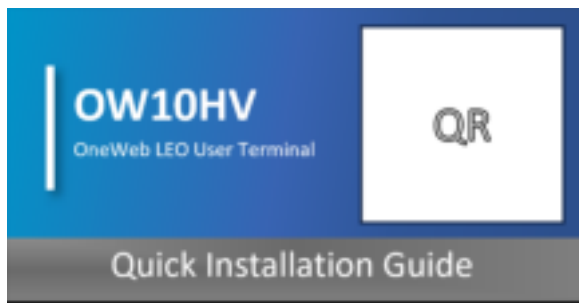 OW10HV
OneWeb LEO User Terminal
QR
Quick Installation Guide